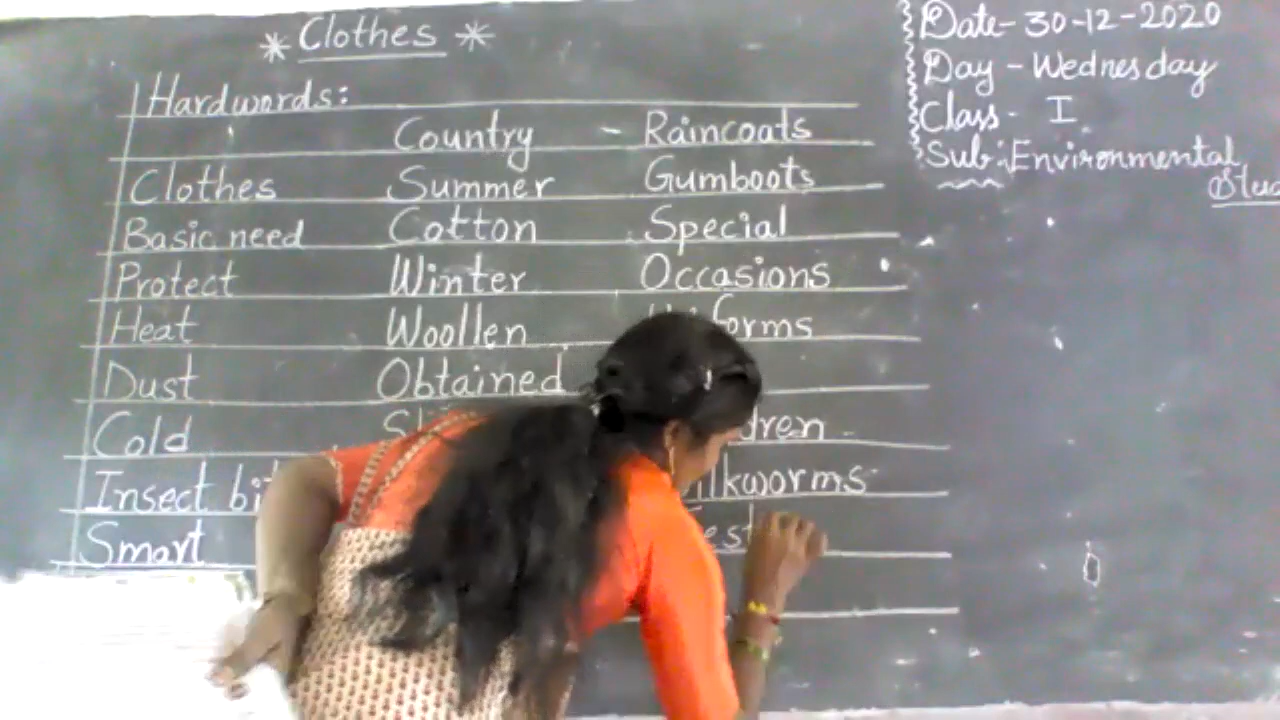 * Clothes *
Date - 30-12-2020
Day - Wednesday
Class - I
Sub: Environmental
Hardwords:
Country - Raincoats
Clothes Summer Gumboots
Basic need Cotton Special
Protect Winter Occasions
Heat Woollen
Dust Obtained
Cold
Insect
Smart